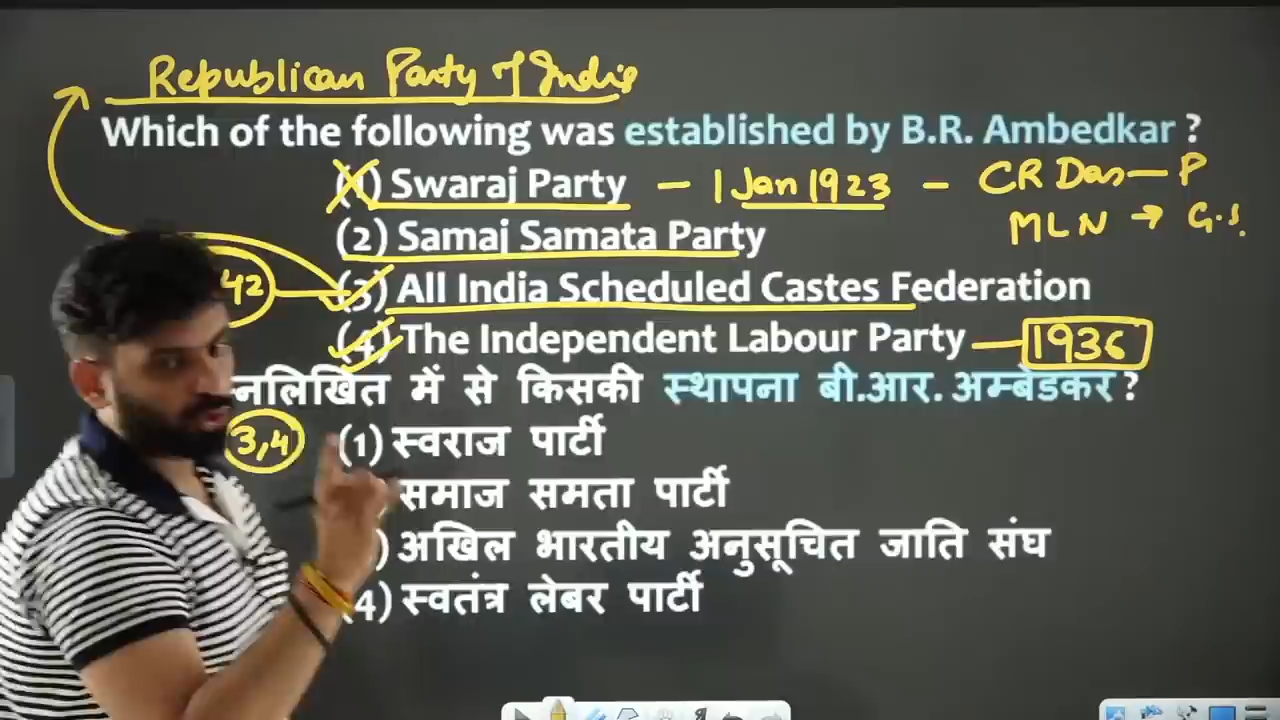 Republican Party of India
Which of the following was established by B.R. Ambedkar ?
(1) Swaraj Party – 1 Jan 1923 – CR Das – P
MLN → G.S.
(2) Samaj Samata Party
42 (3) All India Scheduled Castes Federation
(4) The Independent Labour Party – 1936
नलिखित में से किसकी स्थापना बी.आर. अम्बेडकर ?
3,4 (1) स्वराज पार्टी
समाज समता पार्टी
) अखिल भारतीय अनुसूचित जाति संघ
4) स्वतंत्र लेबर पार्टी